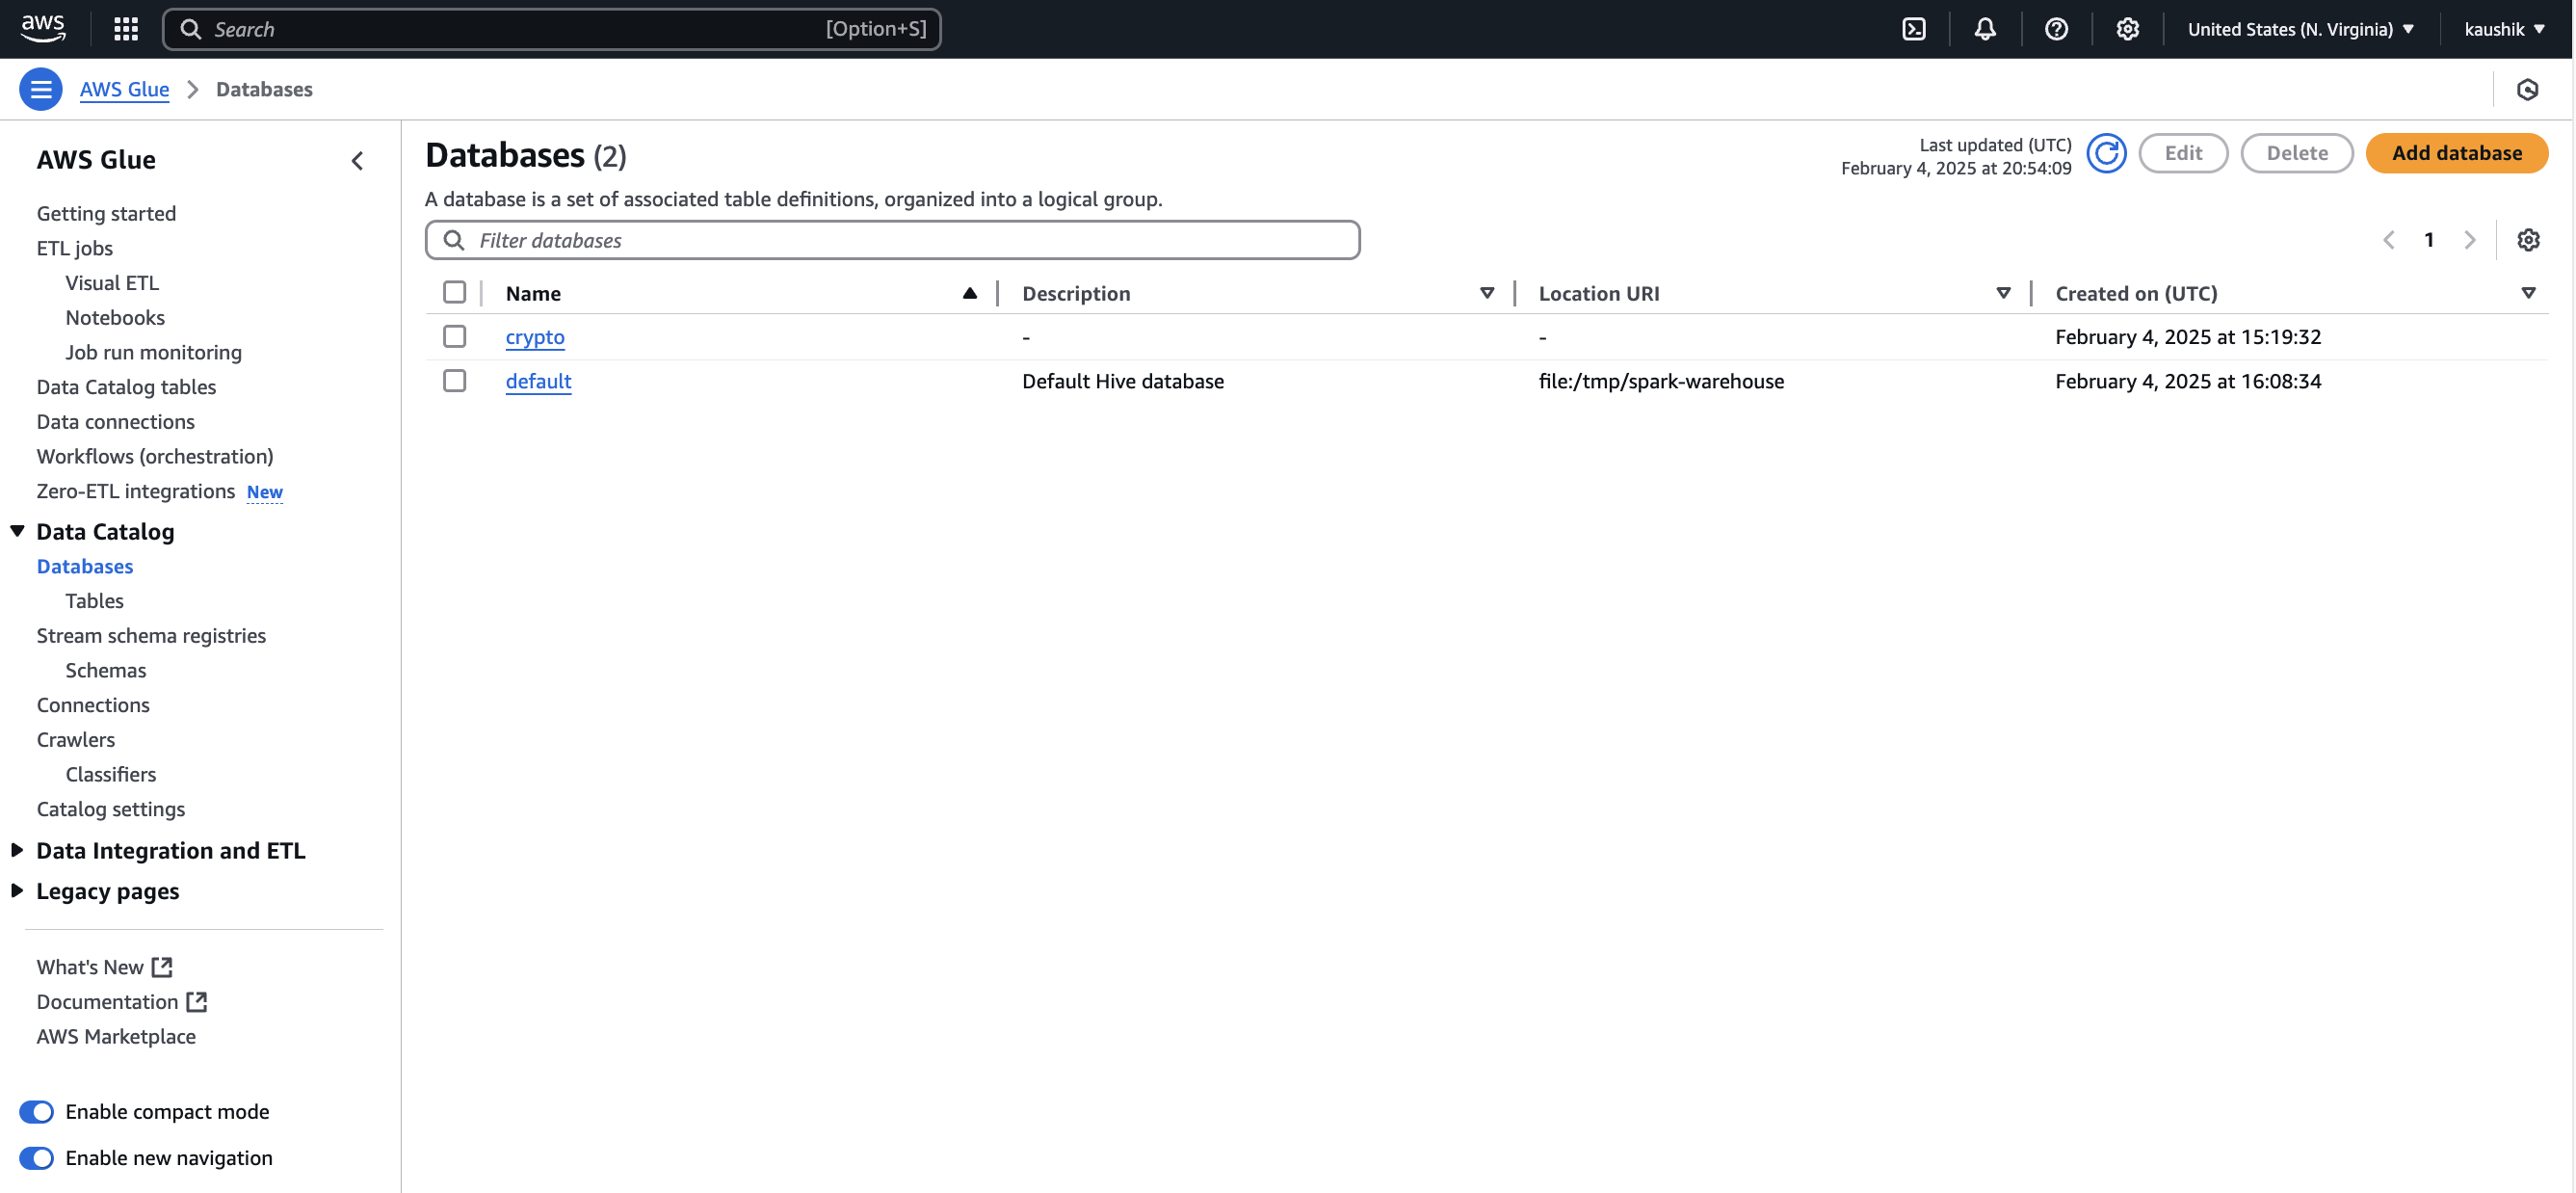 aws
Search [Option+S]
United States (N. Virginia)
kaushik
AWS Glue
Databases
AWS Glue
Getting started
ETL jobs
Visual ETL
Notebooks
Job run monitoring
Data Catalog tables
Data connections
Workflows (orchestration)
Zero-ETL integrations New
Data Catalog
Databases
Tables
Stream schema registries
Schemas
Connections
Crawlers
Classifiers
Catalog settings
Data Integration and ETL
Legacy pages
What's New
Documentation
AWS Marketplace
Enable compact mode
Enable new navigation
Databases (2)
A database is a set of associated table definitions, organized into a logical group.
Last updated (UTC)
February 4, 2025 at 20:54:09
Edit
Delete
Add database
Filter databases
1
Name Description Location URI Created on (UTC)
crypto - - February 4, 2025 at 15:19:32
default Default Hive database file:/tmp/spark-warehouse February 4, 2025 at 16:08:34